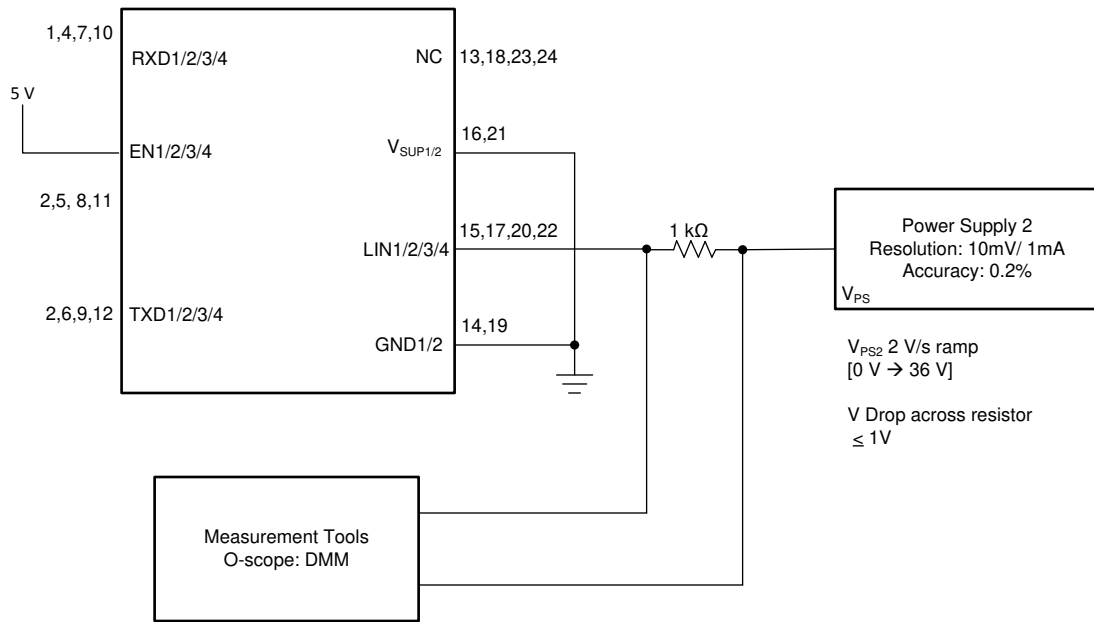 1,4,7,10
RXD1/2/3/4
NC
13,18,23,24
5 V
EN1/2/3/4
VSUP1/2
16,21
2,5, 8,11
LIN1/2/3/4
15,17,20,22
1 kΩ
Power Supply 2
Resolution: 10mV/ 1mA
Accuracy: 0.2%
VPS
2,6,9,12
TXD1/2/3/4
GND1/2
14,19
VPS2 2 V/s ramp
[0 V → 36 V]
V Drop across resistor
≤ 1V
Measurement Tools
O-scope: DMM